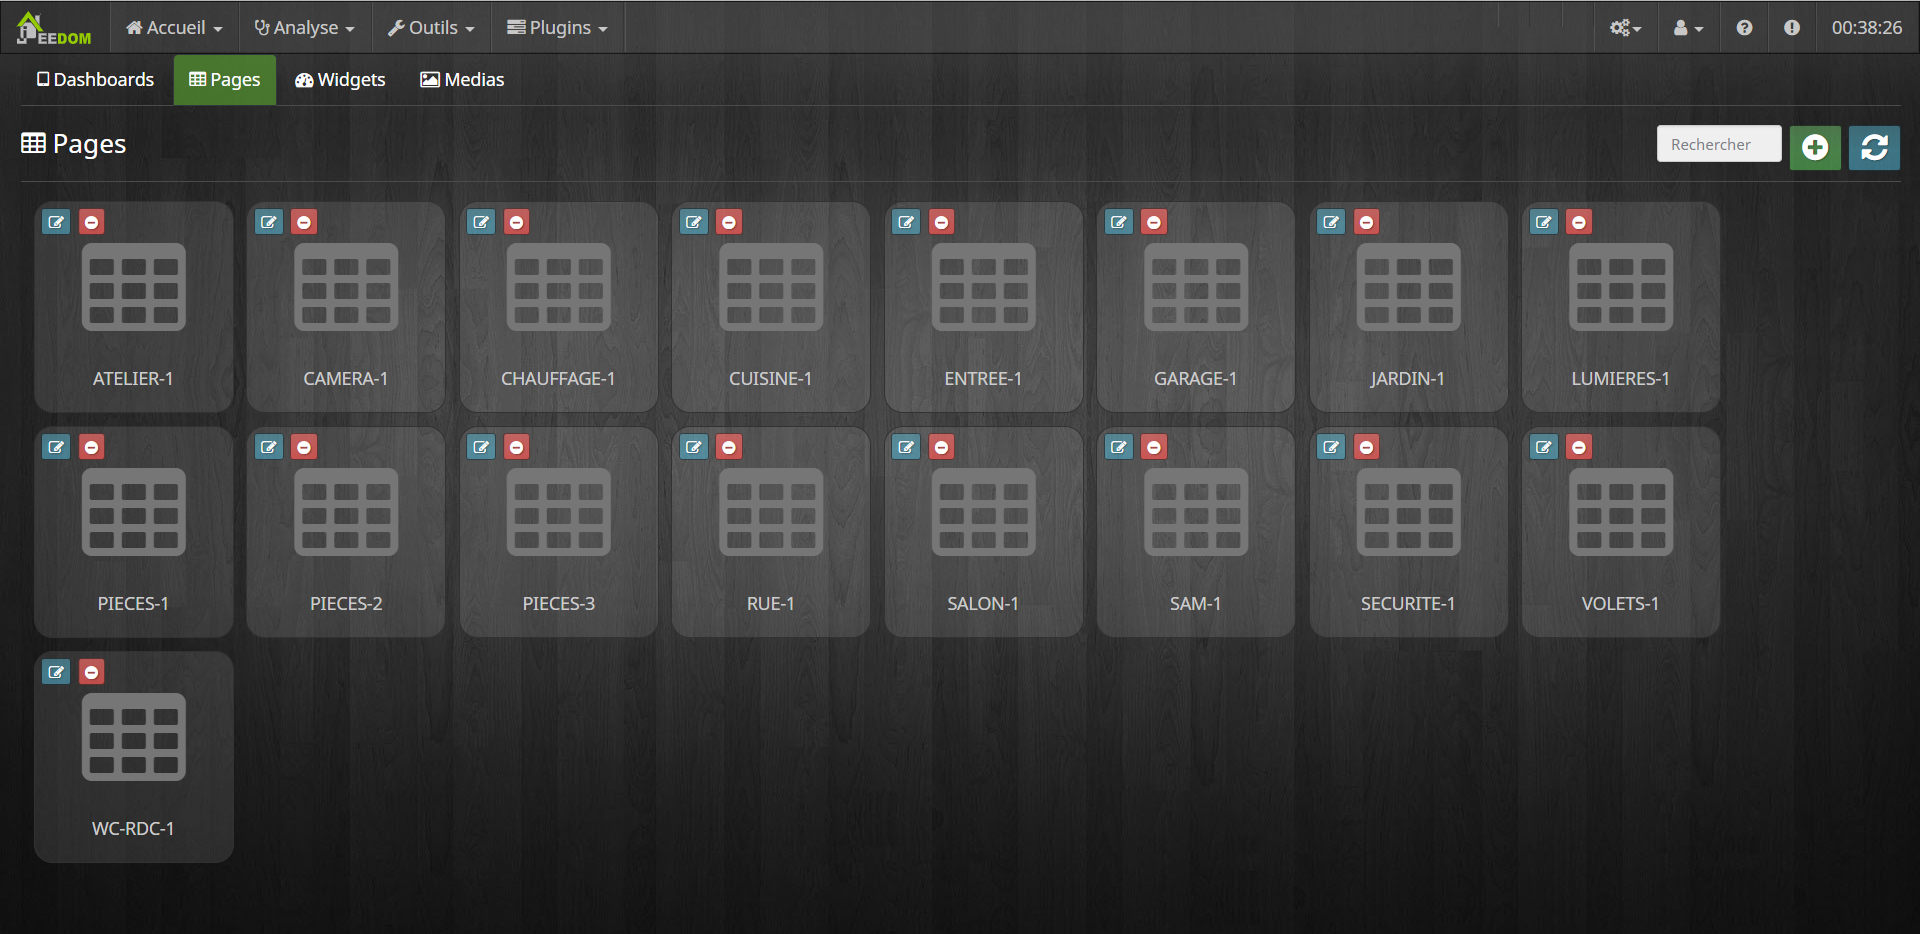 JEEDOM Accueil Analyse Outils Plugins 00:38:26
Dashboards Pages Widgets Medias
Pages Rechercher
ATELIER-1 CAMERA-1 CHAUFFAGE-1 CUISINE-1 ENTREE-1 GARAGE-1 JARDIN-1 LUMIERES-1
PIECES-1 PIECES-2 PIECES-3 RUE-1 SALON-1 SAM-1 SECURITE-1 VOLETS-1
WC-RDC-1